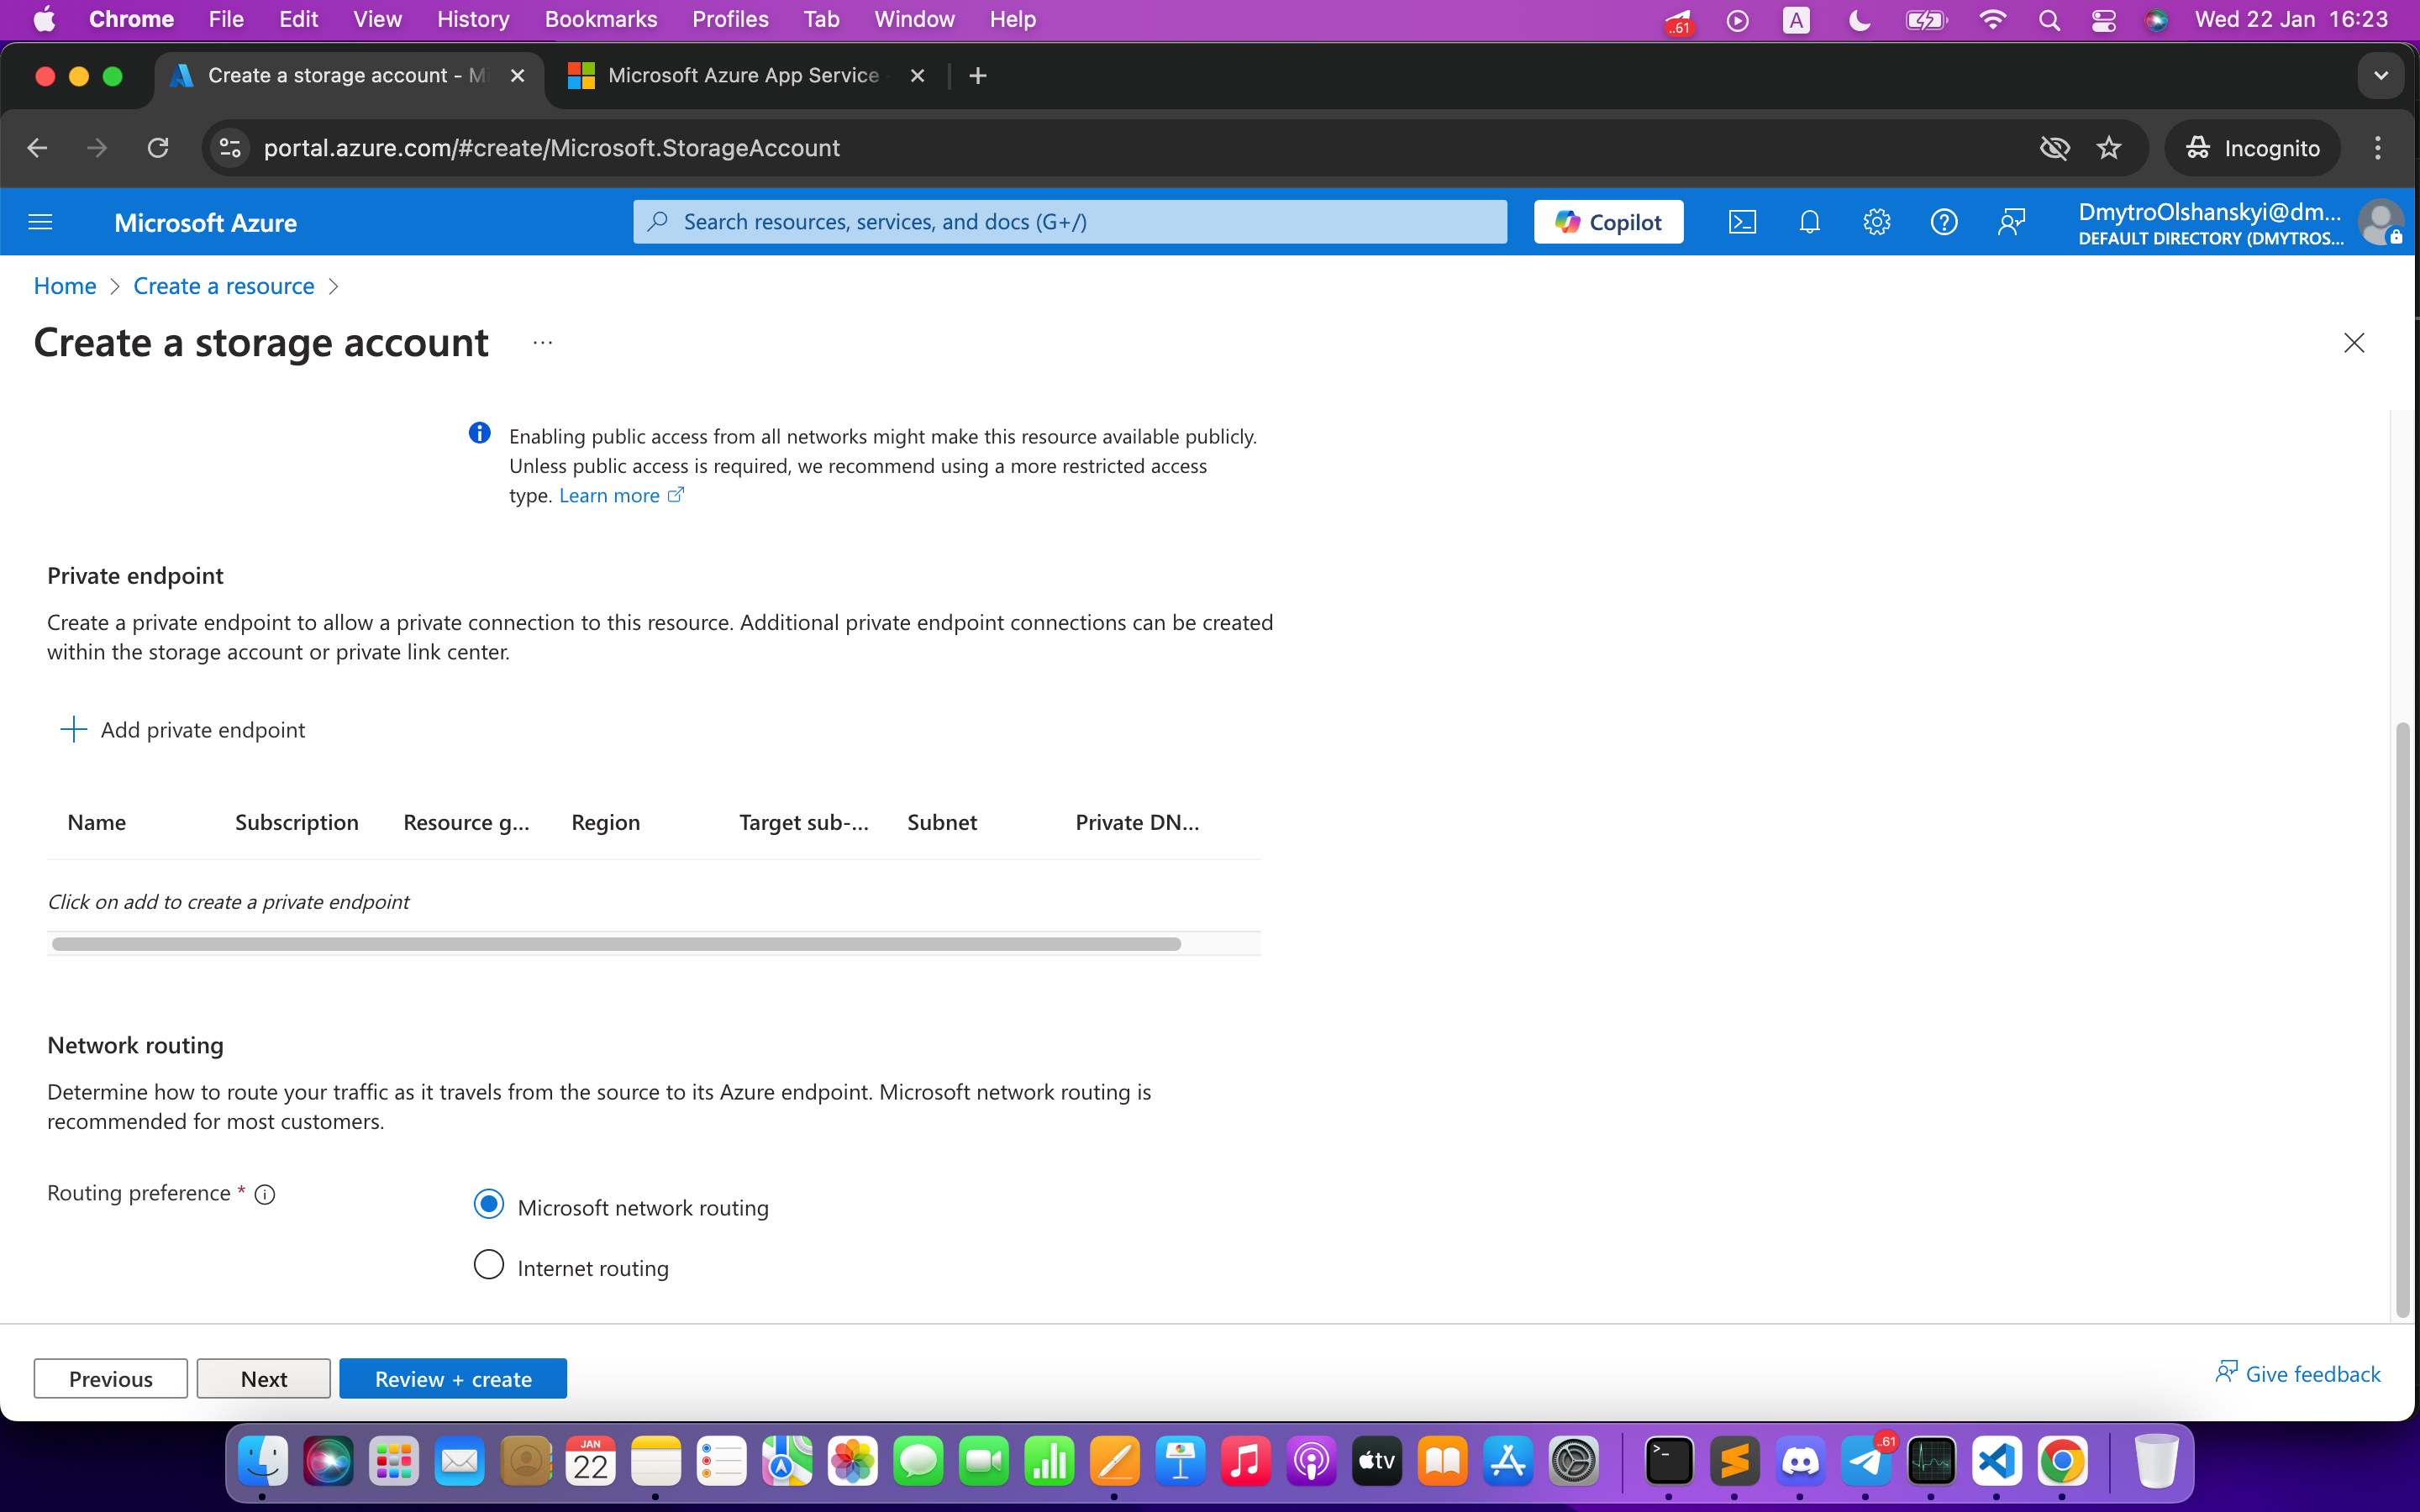 Chrome File Edit View History Bookmarks Profiles Tab Window Help ..61 A Wed 22 Jan 16:23
Create a storage account - Mi Microsoft Azure App Service -
portal.azure.com/#create/Microsoft.StorageAccount Incognito
Microsoft Azure Search resources, services, and docs (G+/) Copilot DmytroOlshanskyi@dm...
DEFAULT DIRECTORY (DMYTROS...
Home > Create a resource >
Create a storage account ...
Enabling public access from all networks might make this resource available publicly.
Unless public access is required, we recommend using a more restricted access
type. Learn more
Private endpoint
Create a private endpoint to allow a private connection to this resource. Additional private endpoint connections can be created
within the storage account or private link center.
Add private endpoint
Name Subscription Resource g... Region Target sub-... Subnet Private DN...
Click on add to create a private endpoint
Network routing
Determine how to route your traffic as it travels from the source to its Azure endpoint. Microsoft network routing is
recommended for most customers.
Routing preference *
Microsoft network routing
Internet routing
Previous Next Review + create Give feedback
JAN
22
tv
..61